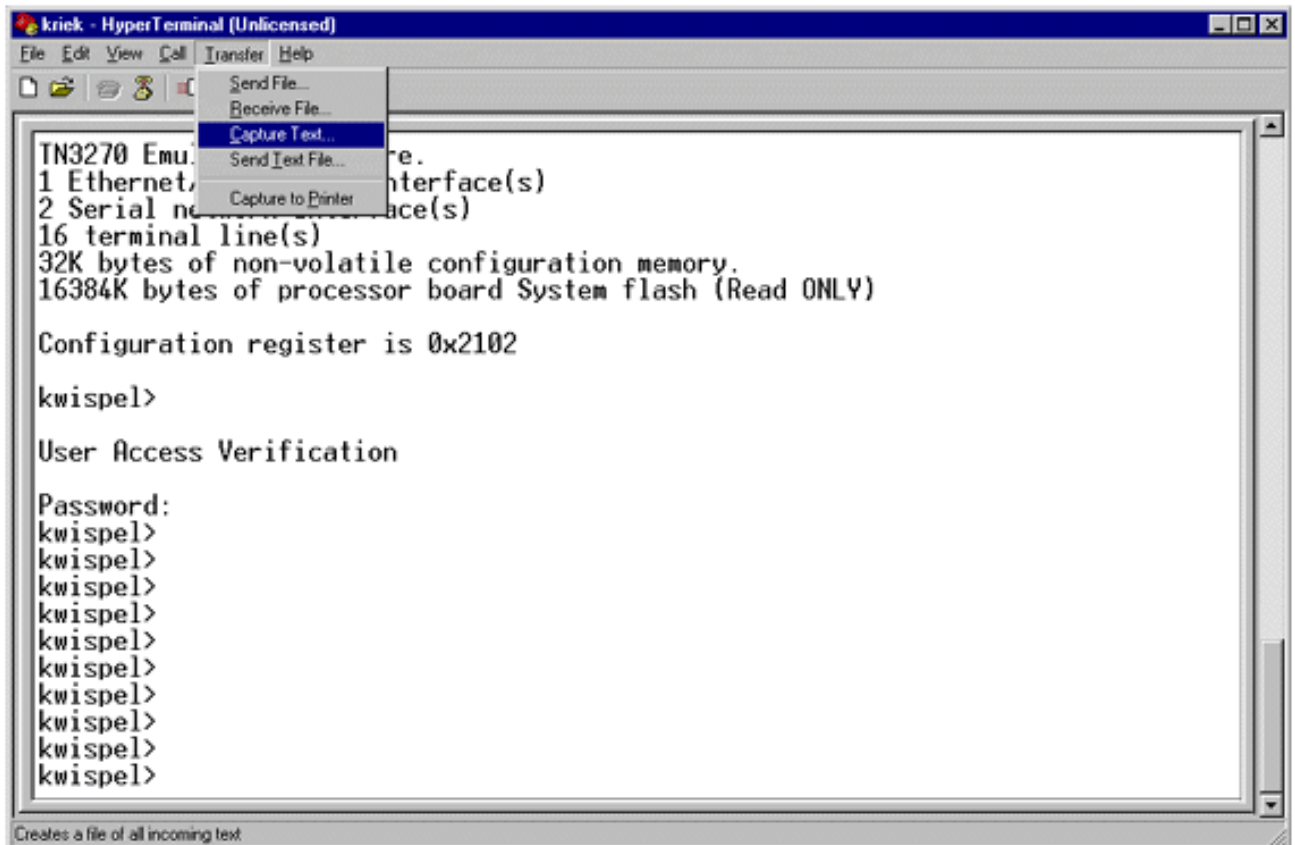 kriek - HyperTerminal (Unlicensed)
File Edit View Call Transfer Help
Send File...
Receive File...
Capture Text...
Send Text File...
Capture to Printer
TN3270 Emu re.
1 Ethernet nterface(s)
2 Serial ace(s)
16 terminal line(s)
32K bytes of non-volatile configuration memory.
16384K bytes of processor board System flash (Read ONLY)
Configuration register is 0x2102
kwispel>
User Access Verification
Password:
kwispel>
kwispel>
kwispel>
kwispel>
kwispel>
kwispel>
kwispel>
kwispel>
kwispel>
kwispel>
Creates a file of all incoming text